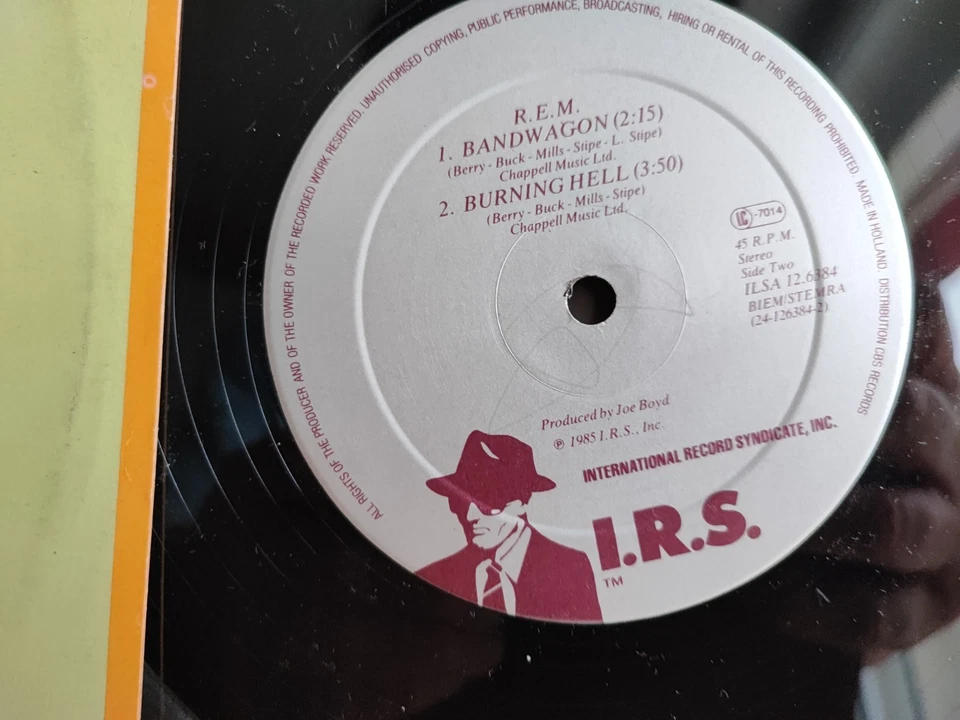 ALL RIGHTS OF THE PRODUCER AND OF THE OWNER OF THE RECORDED WORK RESERVED. UNAUTHORISED COPYING, PUBLIC PERFORMANCE, BROADCASTING, HIRING OR RENTAL OF THIS RECORDING PROHIBITED. MADE IN HOLLAND. DISTRIBUTION CBS RECORDS
R.E.M.
1. BANDWAGON (2:15)
(Berry - Buck - Mills - Stipe - L. Stipe)
Chappell Music Ltd.
2. BURNING HELL (3:50)
(Berry - Buck - Mills - Stipe)
Chappell Music Ltd.
LC -7014
45 R.P.M.
Stereo
Side Two
ILSA 12.6384
BIEM/STEMRA
(24-126384-2)
Produced by Joe Boyd
℗ 1985 I.R.S., Inc.
INTERNATIONAL RECORD SYNDICATE, INC.
I.R.S.
TM